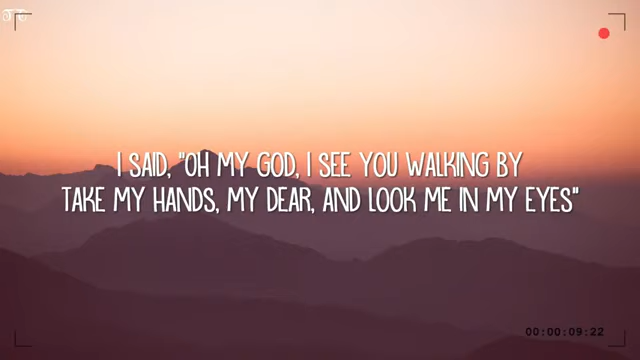 I SAID, "OH MY GOD, I SEE YOU WALKING BY
TAKE MY HANDS, MY DEAR, AND LOOK ME IN MY EYES"
00:00:09:22